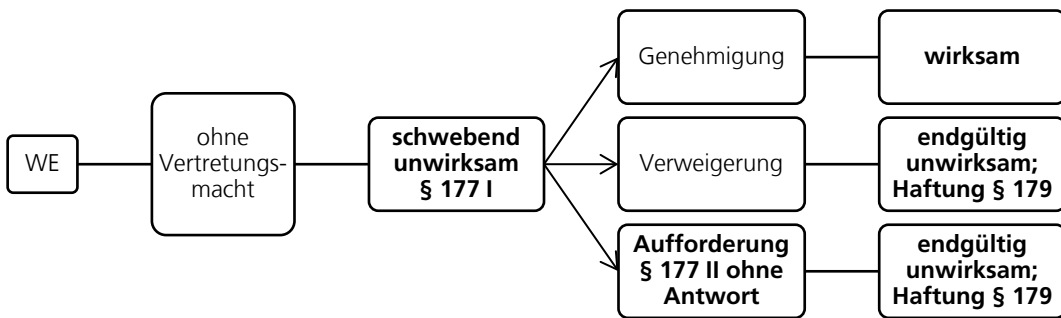 WE
ohne
Vertretungs-
macht
schwebend
unwirksam
§ 177 I
Genehmigung
wirksam
Verweigerung
endgültig
unwirksam;
Haftung § 179
Aufforderung
§ 177 II ohne
Antwort
endgültig
unwirksam;
Haftung § 179